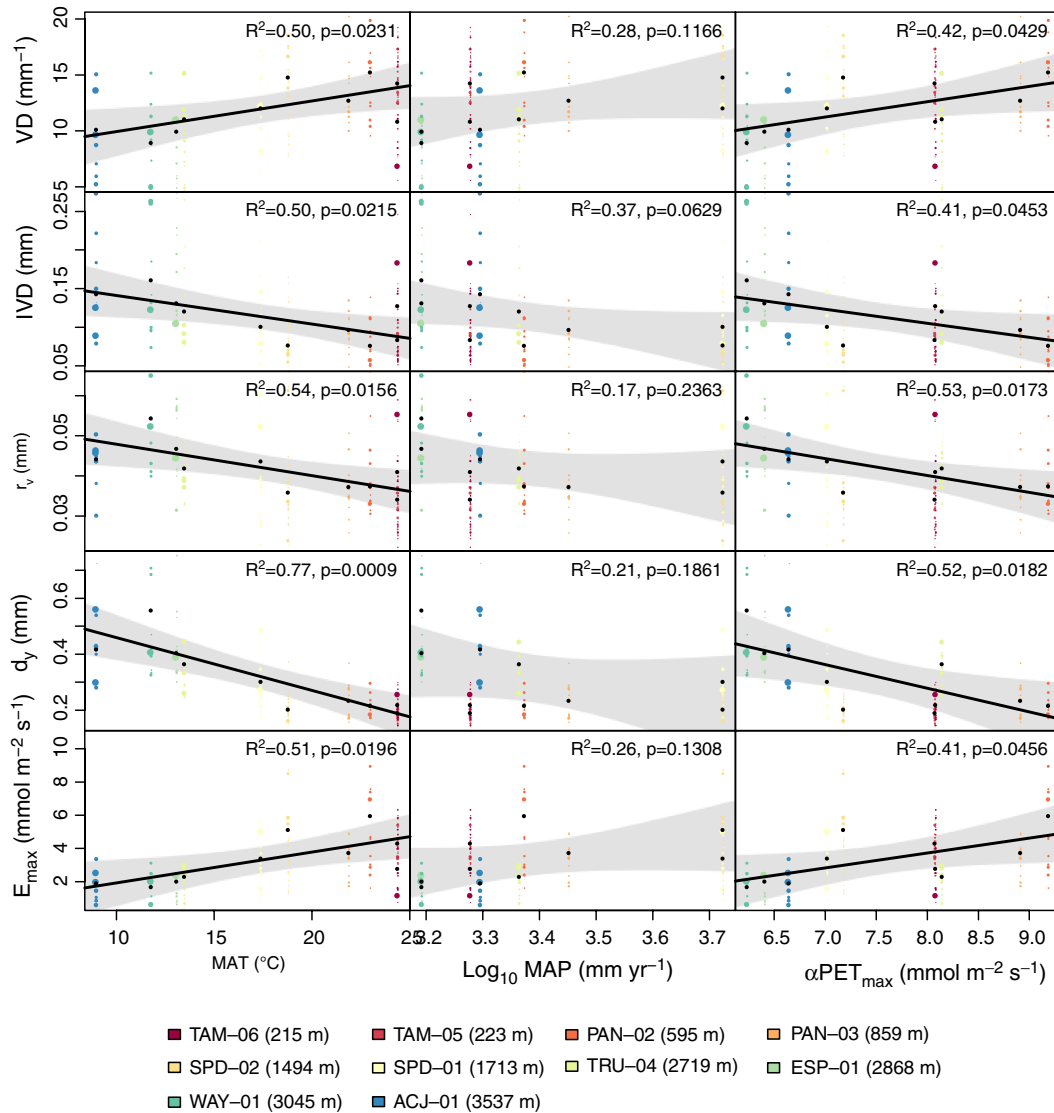 R²=0.50, p=0.0231 R²=0.28, p=0.1166 R²=0.42, p=0.0429
VD (mm⁻¹)
20
15
10
55
R²=0.50, p=0.0215 R²=0.37, p=0.0629 R²=0.41, p=0.0453
IVD (mm)
0.25
0.15
0.05
R²=0.54, p=0.0156 R²=0.17, p=0.2363 R²=0.53, p=0.0173
rᵥ (mm)
0.05
0.03
R²=0.77, p=0.0009 R²=0.21, p=0.1861 R²=0.52, p=0.0182
d_y (mm)
0.6
0.4
0.2
R²=0.51, p=0.0196 R²=0.26, p=0.1308 R²=0.41, p=0.0456
E_max (mmol m⁻² s⁻¹)
10
8
6
4
2
10 15 20 25 3.2 3.3 3.4 3.5 3.6 3.7 6.5 7.0 7.5 8.0 8.5 9.0
MAT (°C) Log₁₀ MAP (mm yr⁻¹) αPET_max (mmol m⁻² s⁻¹)
TAM–06 (215 m) TAM–05 (223 m) PAN–02 (595 m) PAN–03 (859 m)
SPD–02 (1494 m) SPD–01 (1713 m) TRU–04 (2719 m) ESP–01 (2868 m)
WAY–01 (3045 m) ACJ–01 (3537 m)